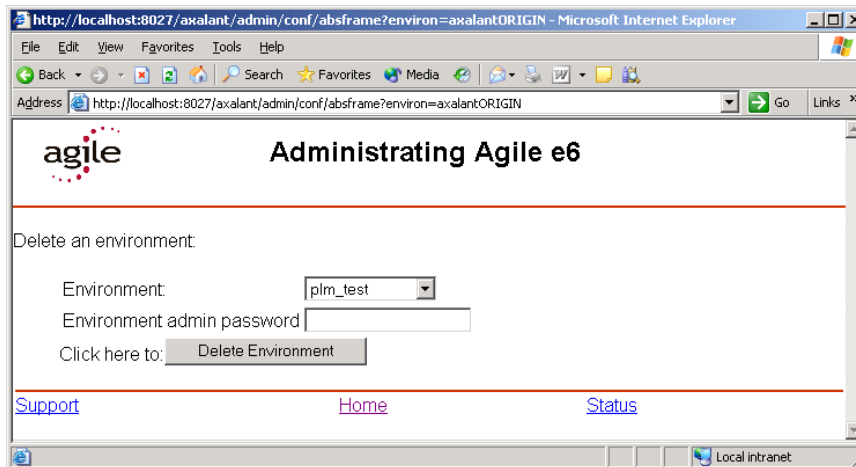 http://localhost:8027/axalant/admin/conf/absframe?environ=axalantORIGIN - Microsoft Internet Explorer
File Edit View Favorites Tools Help
Back Search Favorites Media
Address http://localhost:8027/axalant/admin/conf/absframe?environ=axalantORIGIN Go Links »
agile Administrating Agile e6
Delete an environment:
Environment: plm_test
Environment admin password
Click here to: Delete Environment
Support Home Status
Local intranet